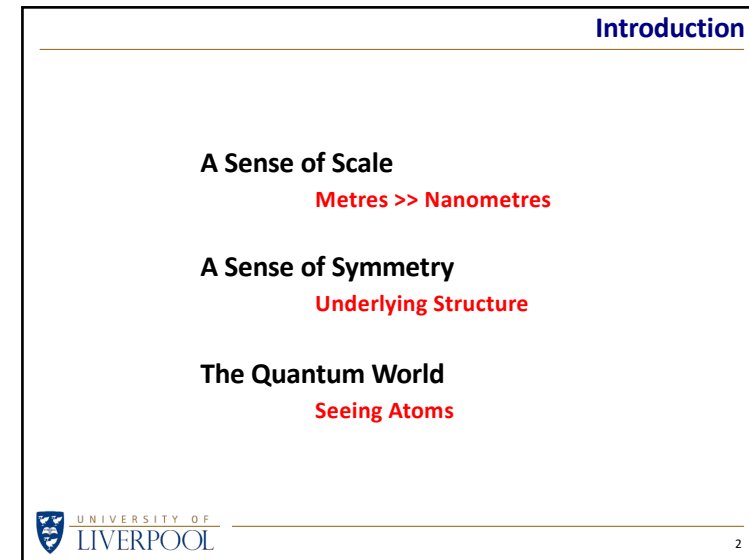 Introduction
A Sense of Scale
Metres >> Nanometres
A Sense of Symmetry
Underlying Structure
The Quantum World
Seeing Atoms
UNIVERSITY OF
LIVERPOOL
2